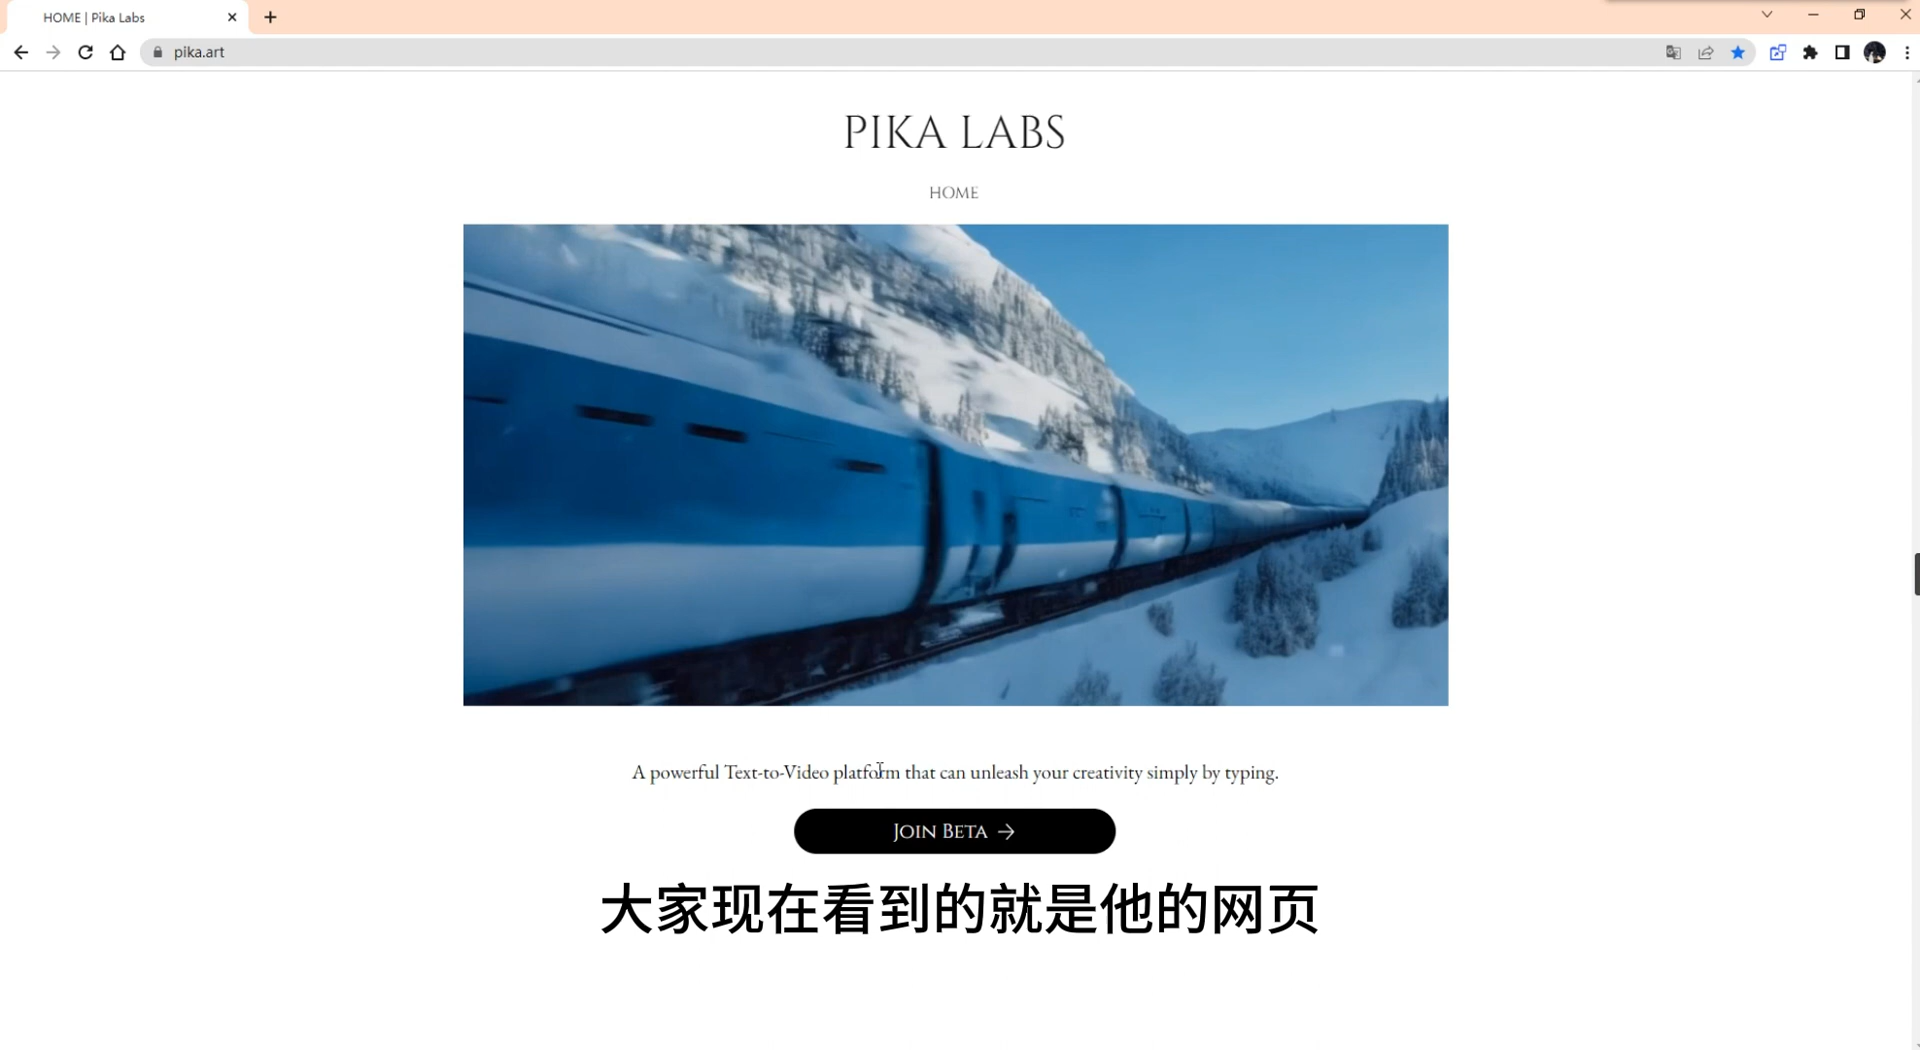 HOME | Pika Labs
pika.art
PIKA LABS
HOME
A powerful Text-to-Video platform that can unleash your creativity simply by typing.
JOIN BETA →
大家现在看到的就是他的网页